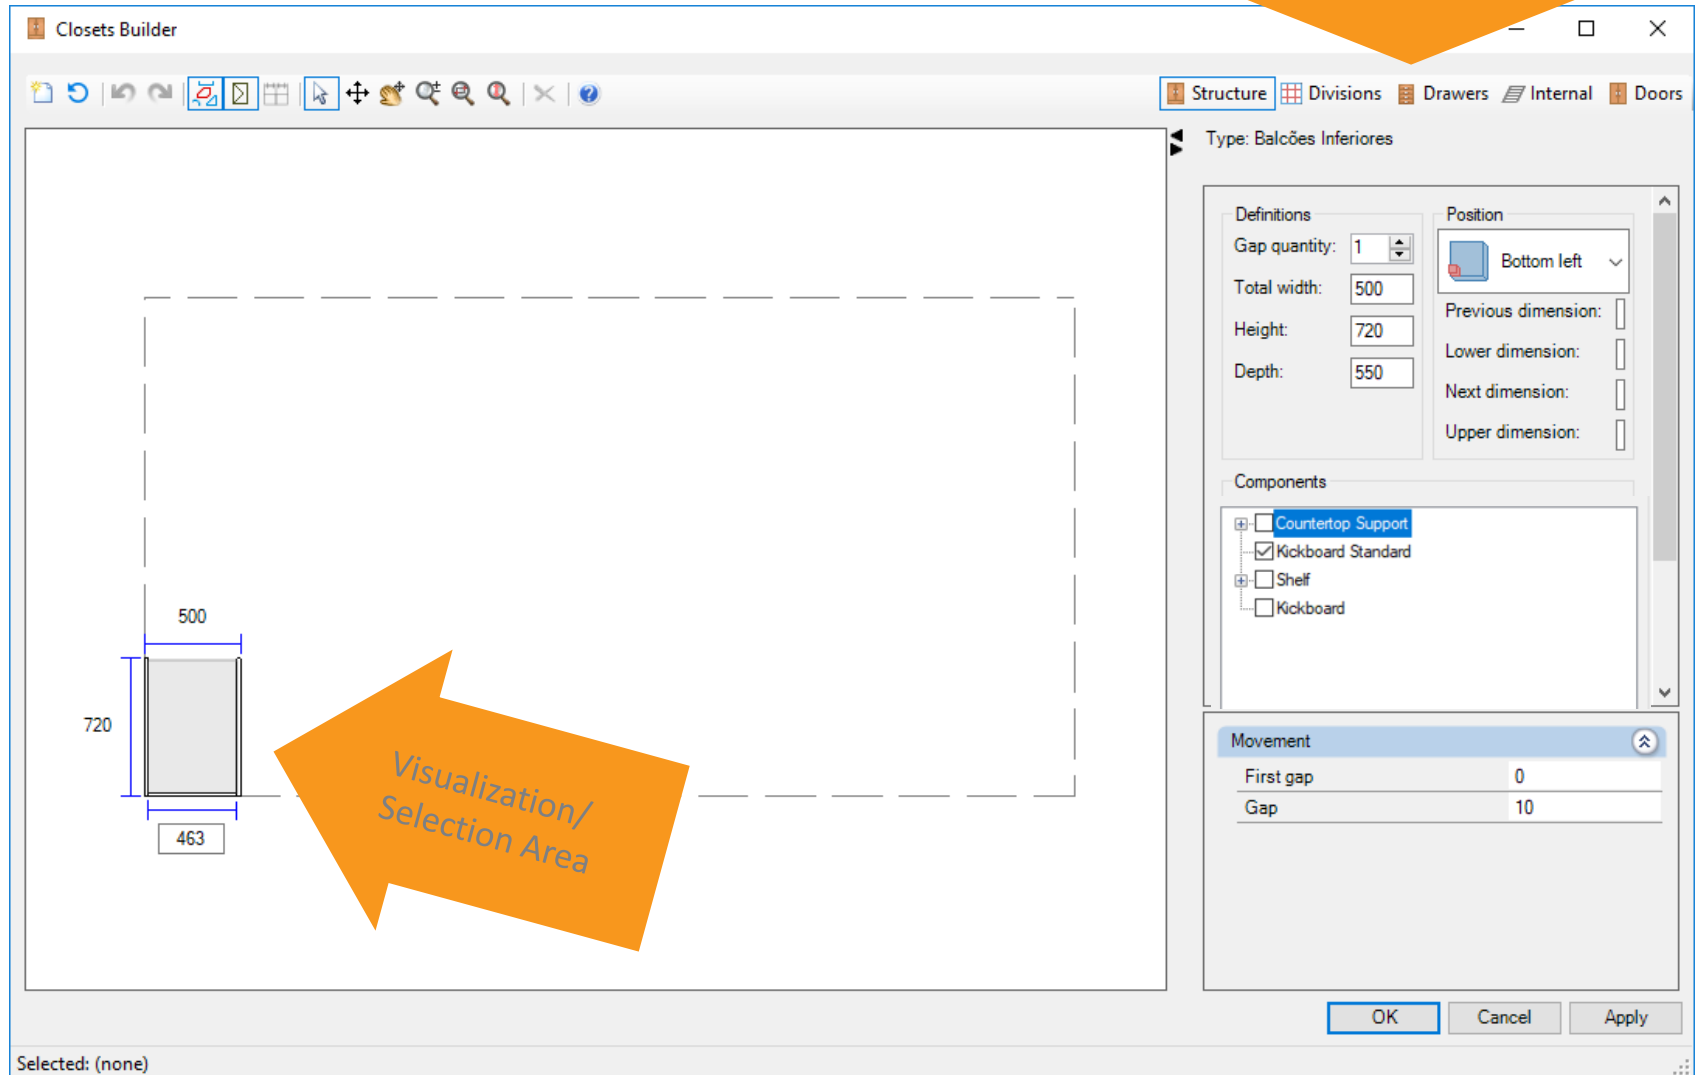 Closets Builder
Structure Divisions Drawers Internal Doors
Type: Balcões Inferiores
Definitions
Gap quantity: 1
Total width: 500
Height: 720
Depth: 550
Position
Bottom left
Previous dimension:
Lower dimension:
Next dimension:
Upper dimension:
Components
Countertop Support
Kickboard Standard
Shelf
Kickboard
500
720
463
Visualization/
Selection Area
Movement
First gap 0
Gap 10
OK Cancel Apply
Selected: (none)